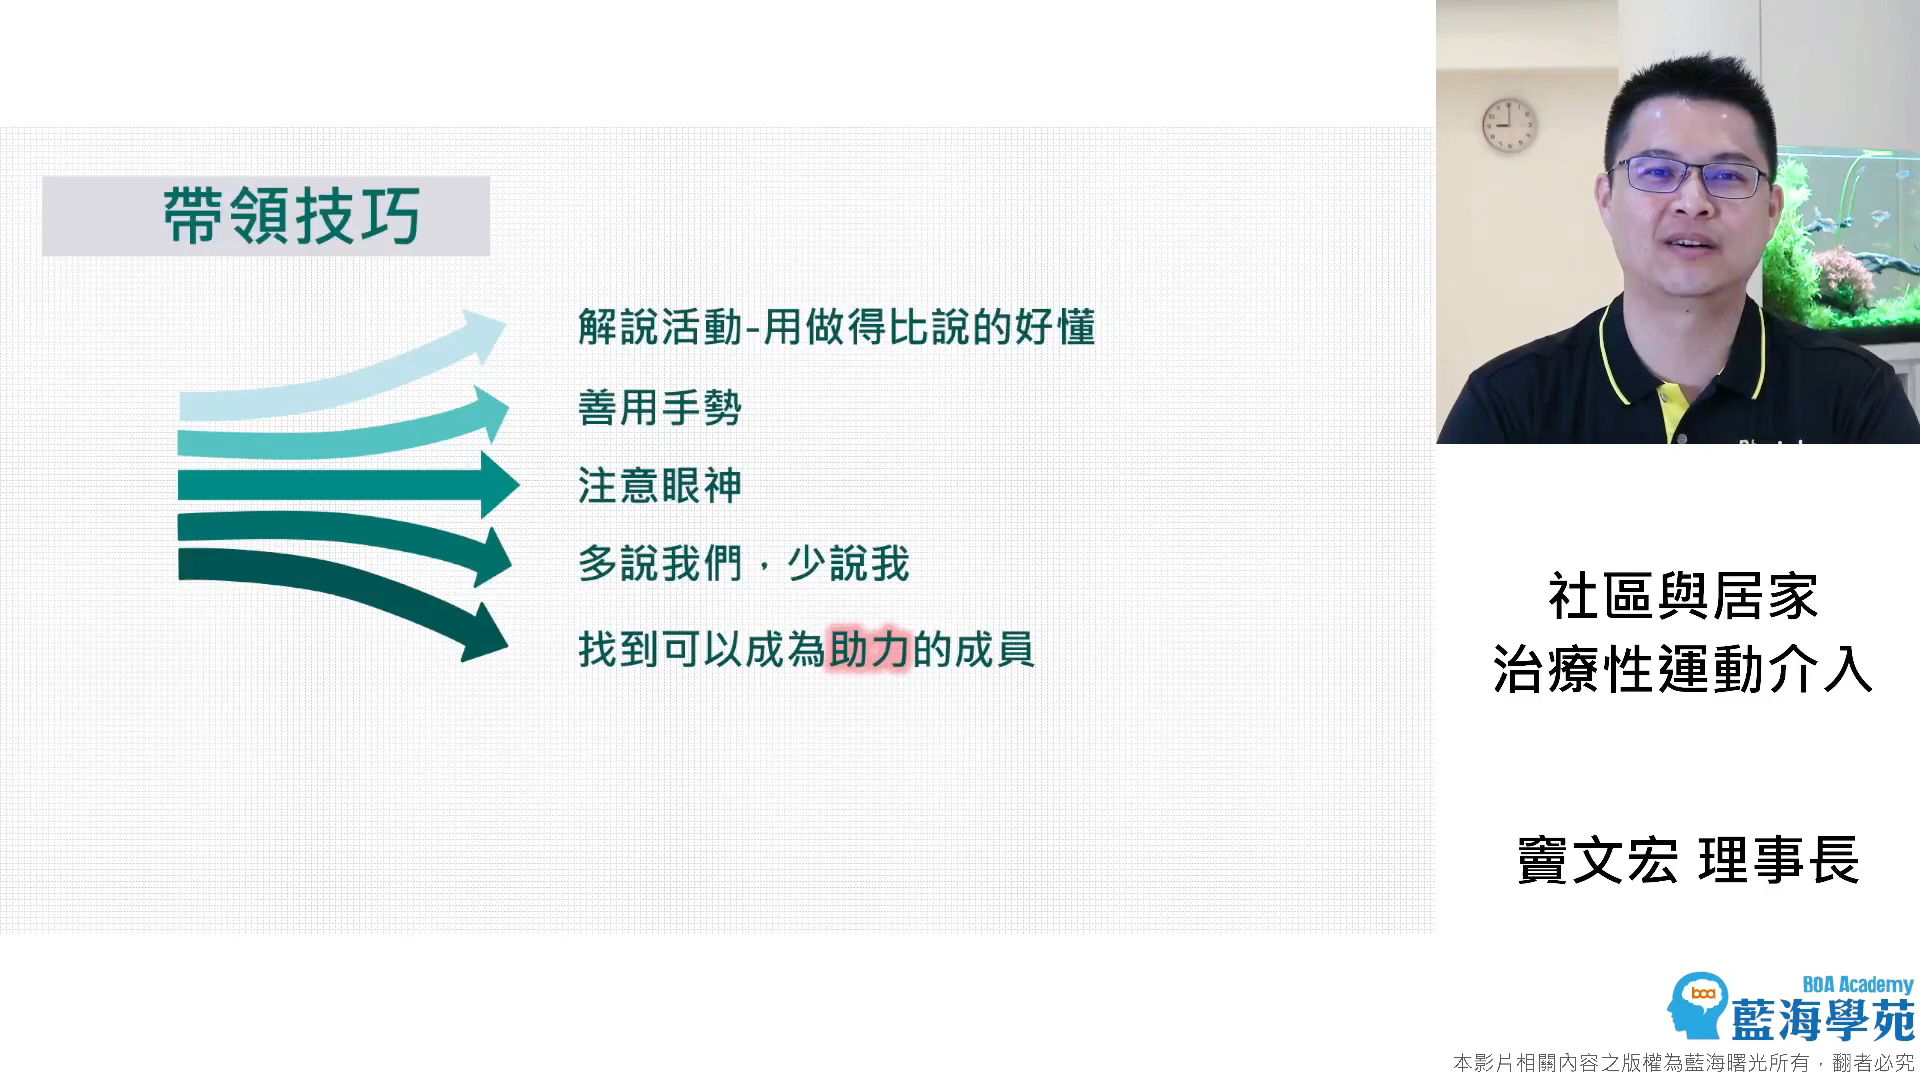 帶領技巧
解說活動-用做得比說的好懂
善用手勢
注意眼神
多說我們，少說我
找到可以成為助力的成員
社區與居家
治療性運動介入
竇文宏 理事長
BOA Academy
boa
藍海學苑
本影片相關內容之版權為藍海曙光所有，翻者必究